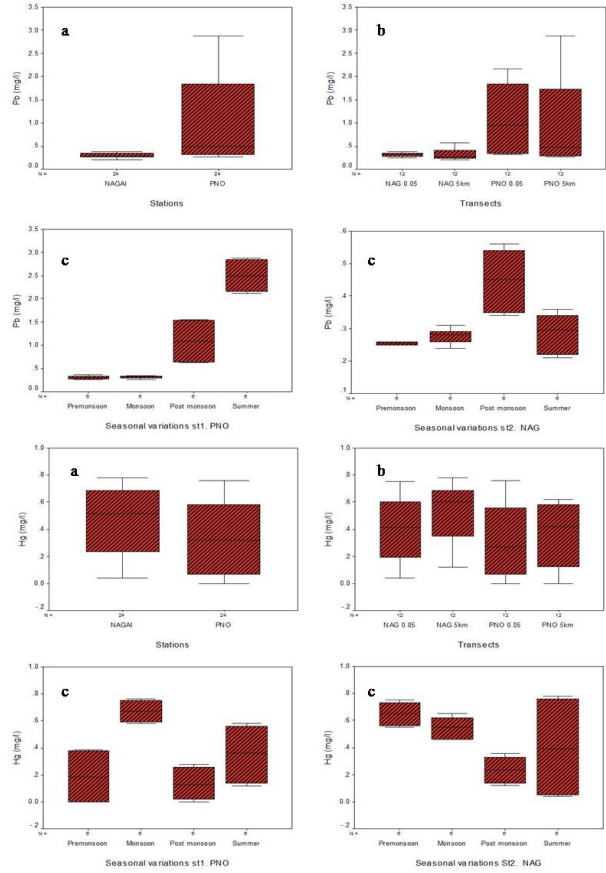 a
Pb (mg/l)
3.5
3.0
2.5
2.0
1.5
1.0
.5
0.0
N = 24 24
NAGAI PNO
Stations
b
Pb (mg/l)
3.5
3.0
2.5
2.0
1.5
1.0
.5
0.0
N = 12 12 12 12
NAG 0.05 NAG 5km PNO 0.05 PNO 5km
Transects
c
Pb (mg/l)
3.5
3.0
2.5
2.0
1.5
1.0
.5
0.0
N = 6 6 6 6
Premonsoon Monsoon Post monsoon Summer
Seasonal variations st1. PNO
c
Pb (mg/l)
.6
.5
.4
.3
.2
.1
N = 6 6 6 6
Premonsoon Monsoon Post monsoon Summer
Seasonal variations st2. NAG
a
Hg (mg/l)
1.0
.8
.6
.4
.2
0.0
-.2
N = 24 24
NAGAI PNO
Stations
b
Hg (mg/l)
1.0
.8
.6
.4
.2
0.0
-.2
N = 12 12 12 12
NAG 0.05 NAG 5km PNO 0.05 PNO 5km
Transects
c
Hg (mg/l)
1.0
.8
.6
.4
.2
0.0
-.2
N = 6 6 6 6
Premonsoon Monsoon Post monsoon Summer
Seasonal variations st1. PNO
c
Hg (mg/l)
1.0
.8
.6
.4
.2
0.0
-.2
N = 6 6 6 6
Premonsoon Monsoon Post monsoon Summer
Seasonal variations St2. NAG